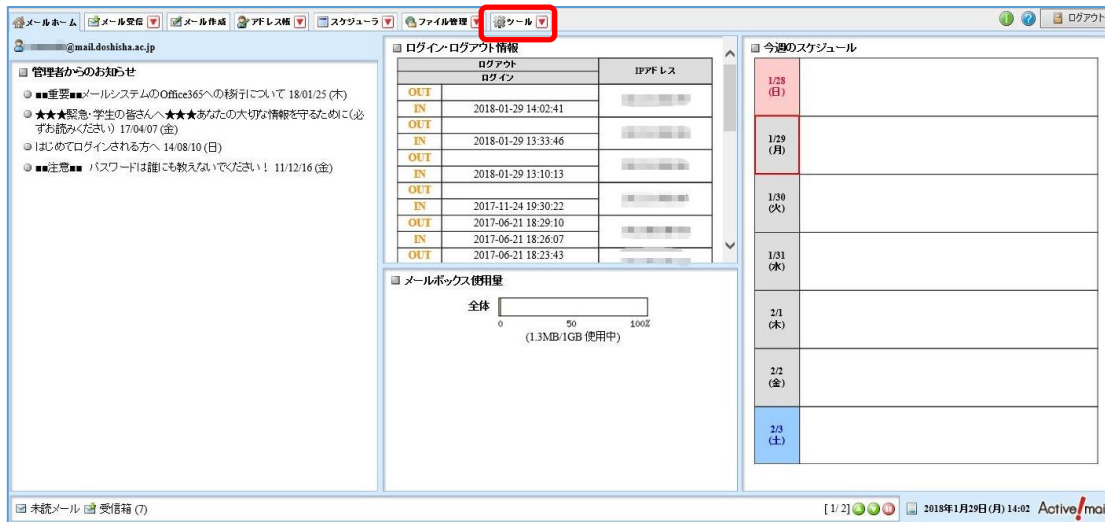 メールホーム メール受信 メール作成 アドレス帳 スケジューラ ファイル管理 ツール ログアウト
@mail.doshisha.ac.jp
管理者からのお知らせ
■■重要■■メールシステムのOffice365への移行について 18/01/25 (木)
★★★緊急・学生の皆さんへ★★★あなたの大切な情報を守るために(必
ずお読みください) 17/04/07 (金)
はじめてログインされる方へ 14/08/10 (日)
■■注意■■ パスワードは誰にも教えないでください! 11/12/16 (金)
ログイン・ログアウト情報
ログアウト
ログイン
IPアドレス
OUT
IN 2018-01-29 14:02:41
OUT
IN 2018-01-29 13:33:46
OUT
IN 2018-01-29 13:10:13
OUT
IN 2017-11-24 19:30:22
OUT 2017-06-21 18:29:10
IN 2017-06-21 18:26:07
OUT 2017-06-21 18:23:43
メールボックス使用量
全体
0 50 100%
(1.3MB/1GB 使用中)
今週のスケジュール
1/28
(日)
1/29
(月)
1/30
(火)
1/31
(水)
2/1
(木)
2/2
(金)
2/3
(土)
未読メール 受信箱 (7)
[1/2] 2018年1月29日(月) 14:02 Active!mai